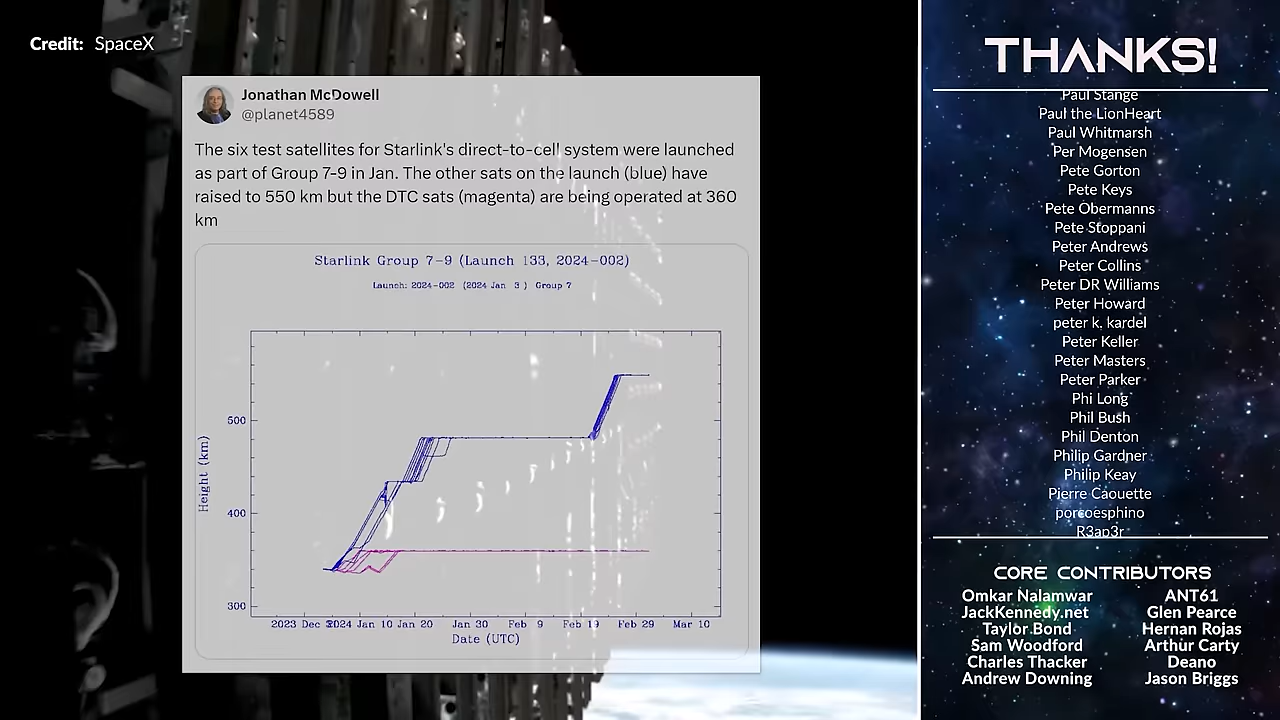 Credit: SpaceX
Jonathan McDowell
@planet4589
The six test satellites for Starlink's direct-to-cell system were launched
as part of Group 7-9 in Jan. The other sats on the launch (blue) have
raised to 550 km but the DTC sats (magenta) are being operated at 360
km
Starlink Group 7-9 (Launch 133, 2024-002)
Launch: 2024-002 (2024 Jan 3 ) Group 7
Height (km)
500
400
300
2023 Dec 2024 Jan 10 Jan 20 Jan 30 Feb 9 Feb 19 Feb 29 Mar 10
Date (UTC)
THANKS!
Paul Stange
Paul the LionHeart
Paul Whitmarsh
Per Mogensen
Pete Gorton
Pete Keys
Pete Obermanns
Pete Stoppani
Peter Andrews
Peter Collins
Peter DR Williams
Peter Howard
peter k. kardel
Peter Keller
Peter Masters
Peter Parker
Phi Long
Phil Bush
Phil Denton
Philip Gardner
Philip Keay
Pierre Caouette
porcoesphino
R3ap3r
CORE CONTRIBUTORS
Omkar Nalamwar
JackKennedy.net
Taylor Bond
Sam Woodford
Charles Thacker
Andrew Downing
ANT61
Glen Pearce
Hernan Rojas
Arthur Carty
Deano
Jason Briggs